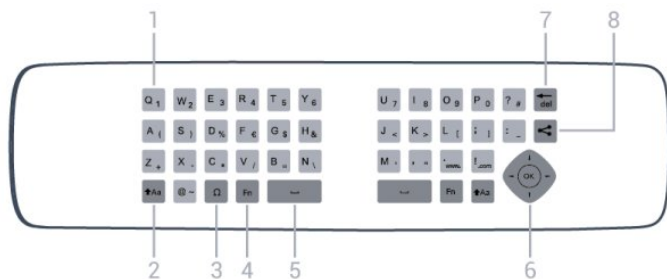 1 7 8
Q 1 W 2 E 3 R 4 T 5 Y 6 U 7 I 8 O 9 P 0 ? # del
A ( S ) D % F € G $ H & J < K > L [ ; ] : _
Z + X - C * V / B = N \ M ' , " . www. ! .com
Aa @ ~ Ω Fn Fn Aa OK
2 3 4 5 6